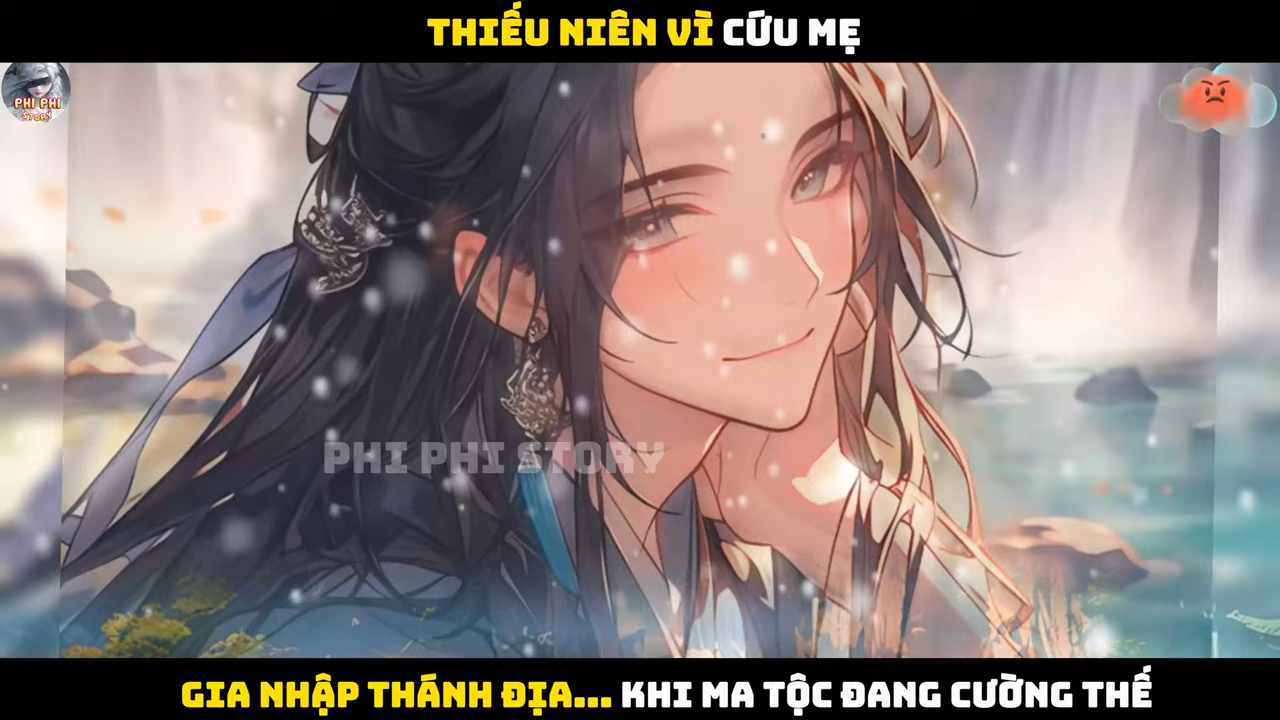 THIẾU NIÊN VÌ CỨU MẸ
PHI PHI
STORY
PHI PHI STORY
GIA NHẬP THÁNH ĐỊA... KHI MA TỘC ĐANG CƯỜNG THẾ